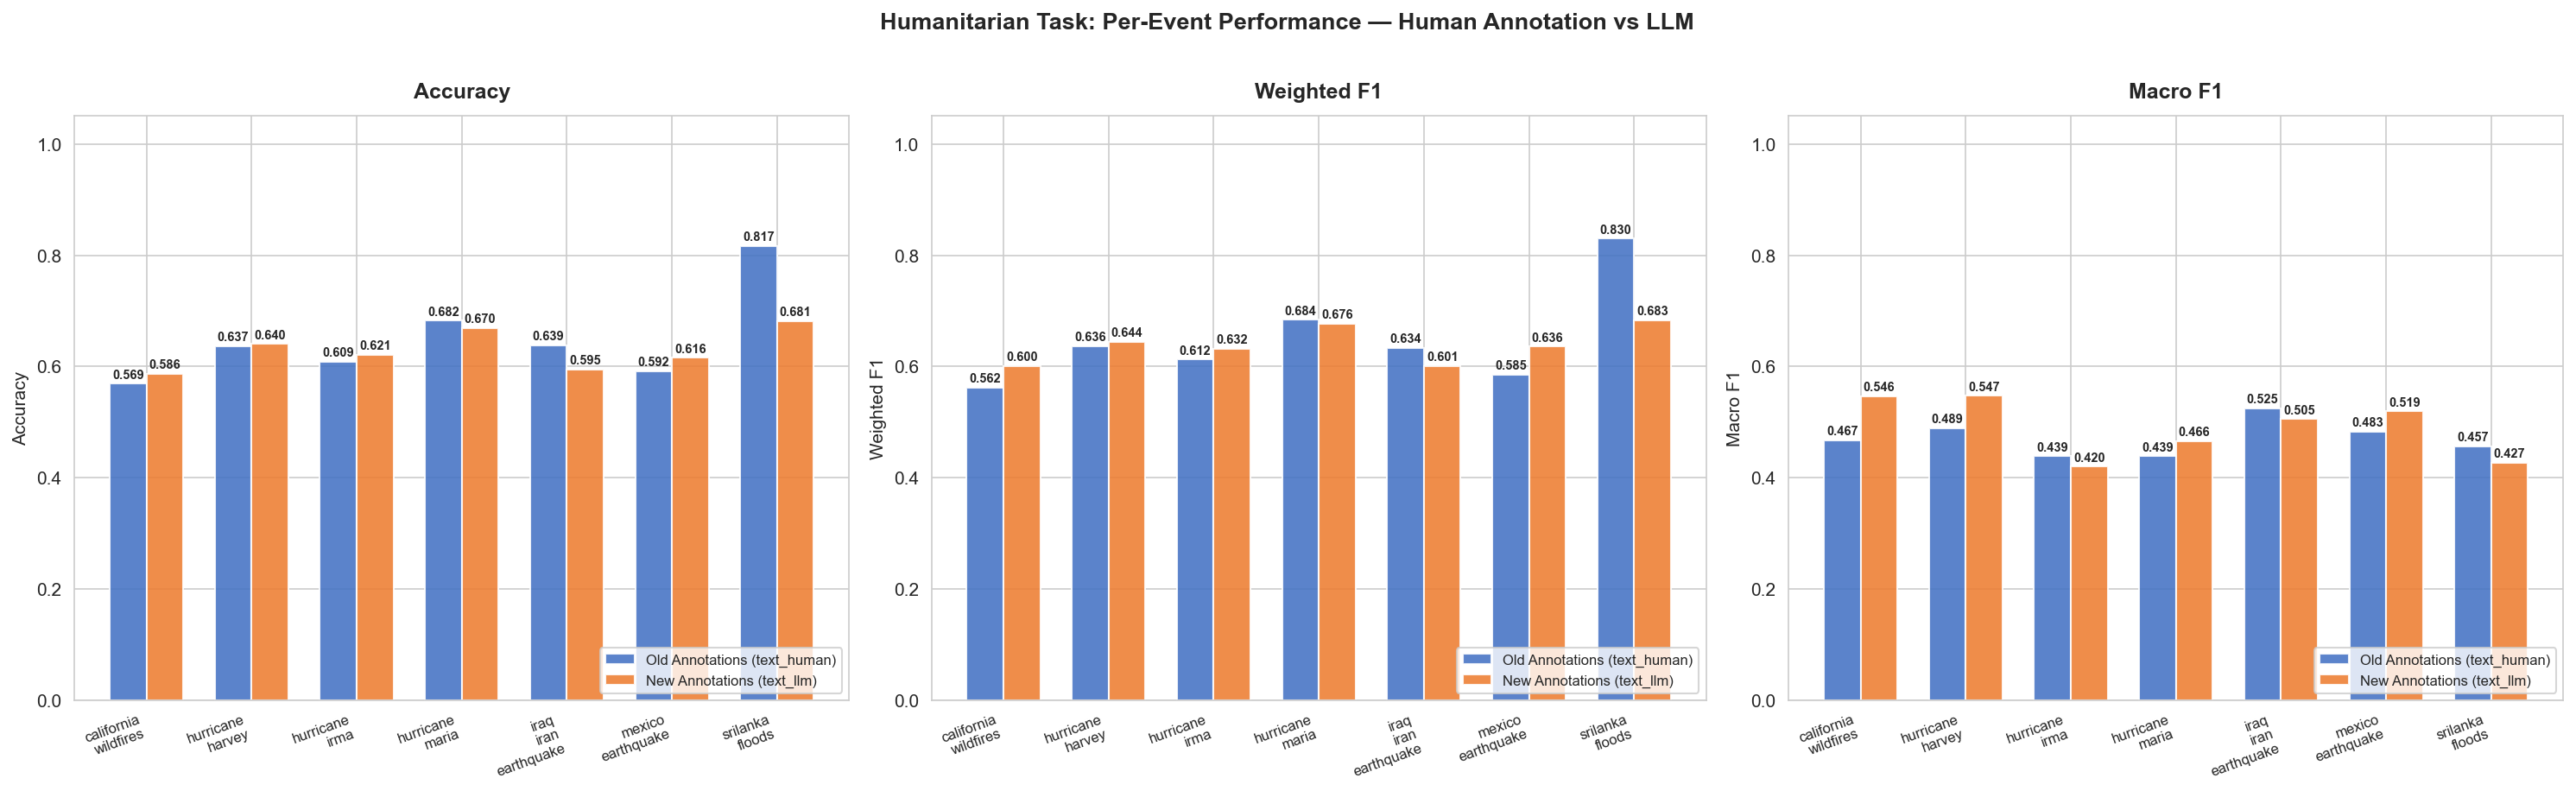 Humanitarian Task: Per-Event Performance — Human Annotation vs LLM
Accuracy
Accuracy
1.0
0.8
0.6
0.4
0.2
0.0
0.569
0.586
0.637
0.640
0.609
0.621
0.682
0.670
0.639
0.595
0.592
0.616
0.817
0.681
Old Annotations (text_human)
New Annotations (text_llm)
california
wildfires
hurricane
harvey
hurricane
irma
hurricane
maria
iraq
iran
earthquake
mexico
earthquake
srilanka
floods
Weighted F1
Weighted F1
1.0
0.8
0.6
0.4
0.2
0.0
0.562
0.600
0.636
0.644
0.612
0.632
0.684
0.676
0.634
0.601
0.585
0.636
0.830
0.683
Old Annotations (text_human)
New Annotations (text_llm)
california
wildfires
hurricane
harvey
hurricane
irma
hurricane
maria
iraq
iran
earthquake
mexico
earthquake
srilanka
floods
Macro F1
Macro F1
1.0
0.8
0.6
0.4
0.2
0.0
0.467
0.546
0.489
0.547
0.439
0.420
0.439
0.466
0.525
0.505
0.483
0.519
0.457
0.427
Old Annotations (text_human)
New Annotations (text_llm)
california
wildfires
hurricane
harvey
hurricane
irma
hurricane
maria
iraq
iran
earthquake
mexico
earthquake
srilanka
floods